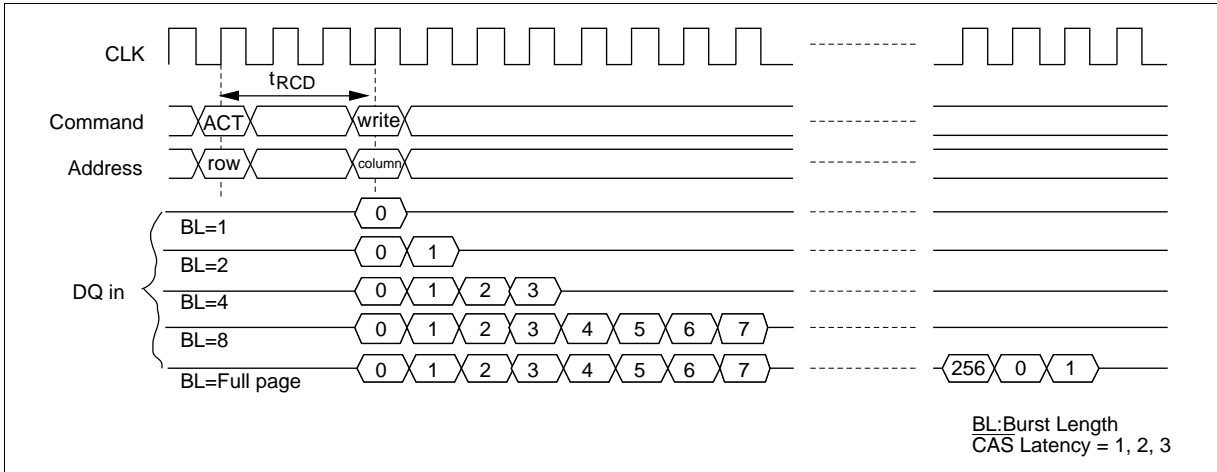 CLK
tRCD
Command ACT write
Address row column
0
BL=1
0 1
BL=2
DQ in
0 1 2 3
BL=4
0 1 2 3 4 5 6 7
BL=8
0 1 2 3 4 5 6 7 256 0 1
BL=Full page
BL:Burst Length
CAS Latency = 1, 2, 3